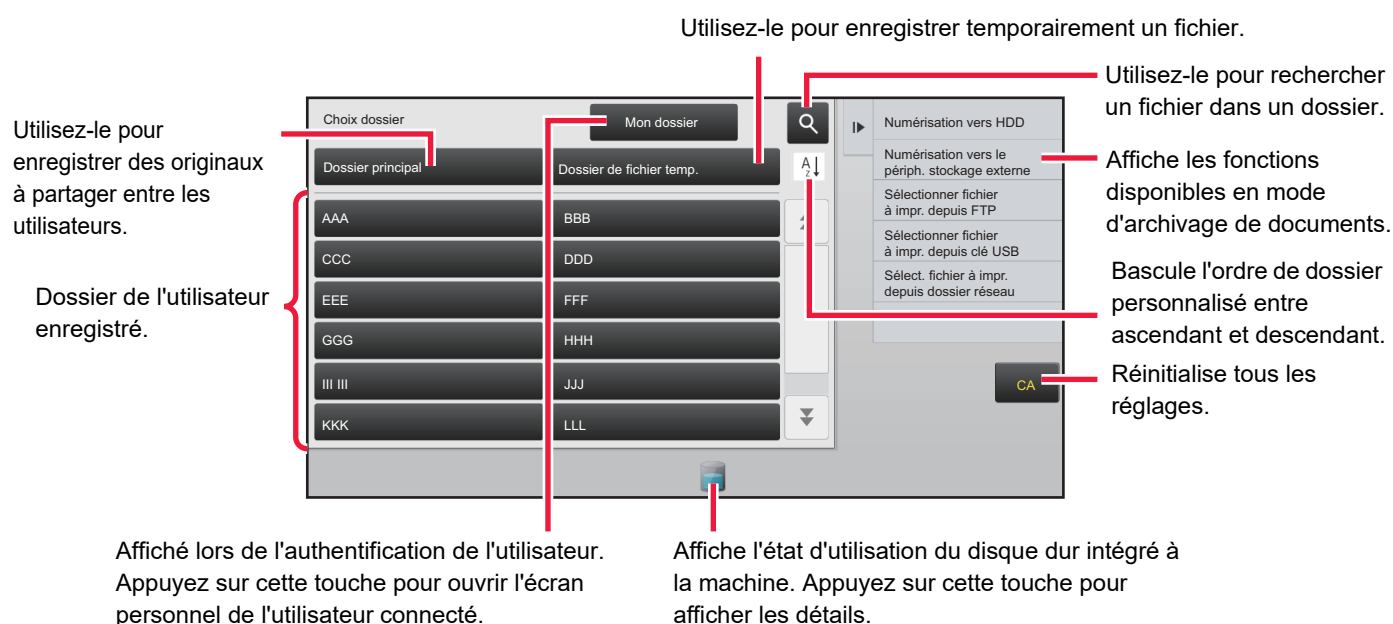 Utilisez-le pour enregistrer temporairement un fichier.
Utilisez-le pour rechercher
un fichier dans un dossier.
Utilisez-le pour
enregistrer des originaux
à partager entre les
utilisateurs.
Dossier de l'utilisateur
enregistré.
Choix dossier
Mon dossier
Dossier principal
Dossier de fichier temp.
A
Z
AAA
BBB
CCC
DDD
EEE
FFF
GGG
HHH
III III
JJJ
KKK
LLL
Numérisation vers HDD
Numérisation vers le
périph. stockage externe
Sélectionner fichier
à impr. depuis FTP
Sélectionner fichier
à impr. depuis clé USB
Sélect. fichier à impr.
depuis dossier réseau
CA
Affiche les fonctions
disponibles en mode
d'archivage de documents.
Bascule l'ordre de dossier
personnalisé entre
ascendant et descendant.
Réinitialise tous les
réglages.
Affiché lors de l'authentification de l'utilisateur.
Appuyez sur cette touche pour ouvrir l'écran
personnel de l'utilisateur connecté.
Affiche l'état d'utilisation du disque dur intégré à
la machine. Appuyez sur cette touche pour
afficher les détails.